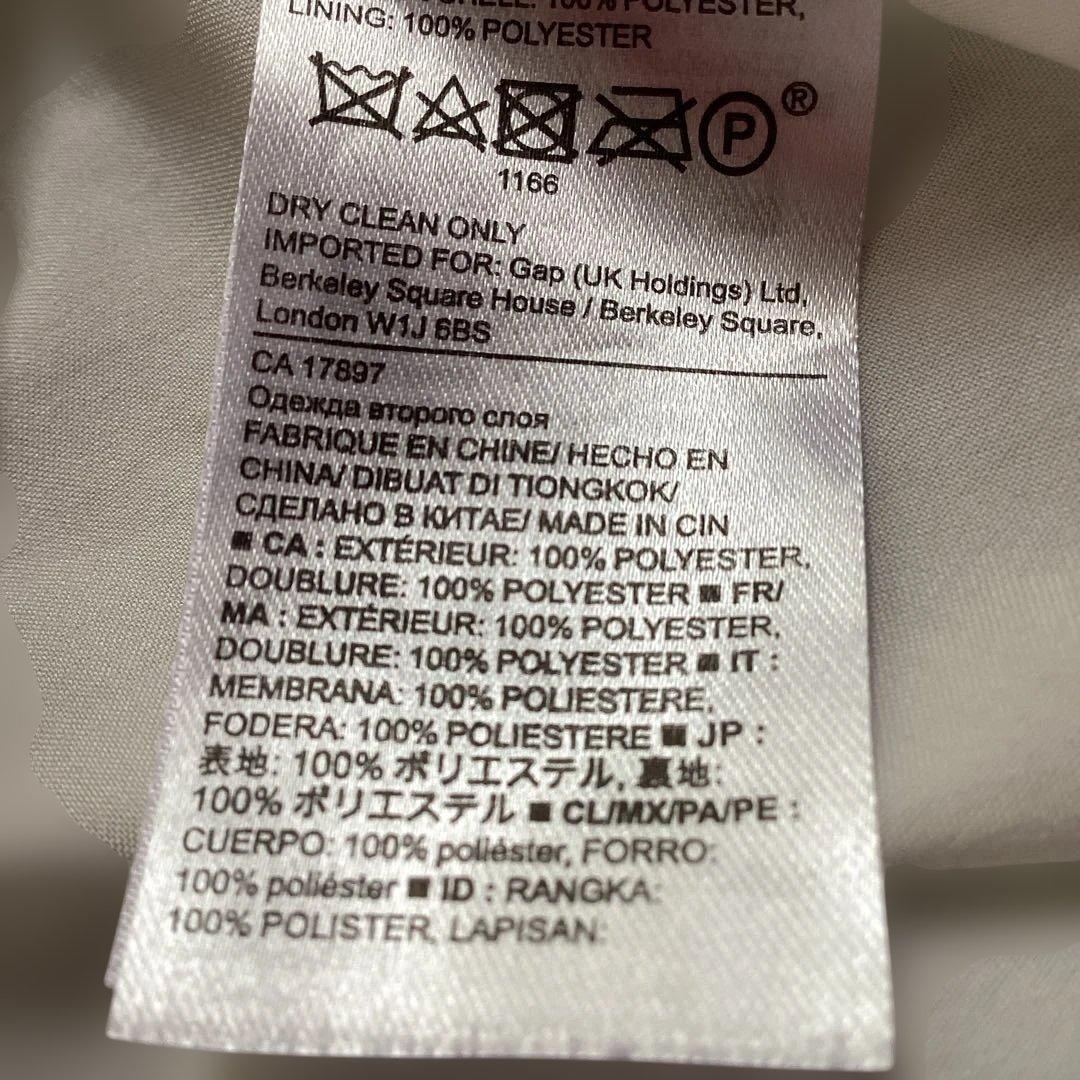 SHELL: 100% POLYESTER,
LINING: 100% POLYESTER
P ®
1166
DRY CLEAN ONLY
IMPORTED FOR: Gap (UK Holdings) Ltd,
Berkeley Square House / Berkeley Square,
London W1J 6BS
CA 17897
Одежда второго слоя
FABRIQUE EN CHINE/ HECHO EN
CHINA/ DIBUAT DI TIONGKOK/
СДЕЛАНО В КИТАЕ/ MADE IN CIN
■ CA : EXTÉRIEUR: 100% POLYESTER,
DOUBLURE: 100% POLYESTER ■ FR/
MA : EXTÉRIEUR: 100% POLYESTER,
DOUBLURE: 100% POLYESTER ■ IT :
MEMBRANA: 100% POLIESTERE,
FODERA: 100% POLIESTERE ■ JP :
表地: 100% ポリエステル, 裏地:
100% ポリエステル ■ CL/MX/PA/PE :
CUERPO: 100% poliéster, FORRO:
100% poliéster ■ ID : RANGKA:
100% POLISTER, LAPISAN: